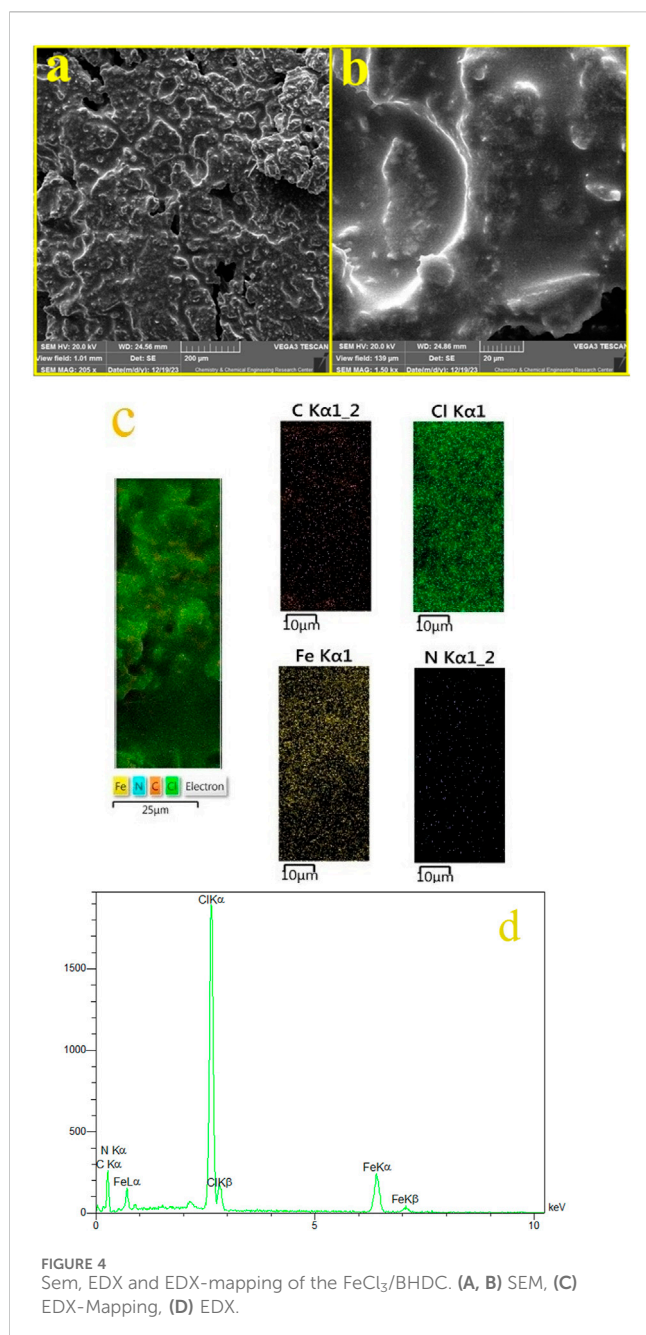 a
b
SEM HV: 20.0 kV WD: 24.56 mm VEGA3 TESCAN
View field: 1.01 mm Det: SE 200 µm
SEM MAG: 205 x Date(m/d/y): 12/19/23 Chemistry & Chemical Engineering Research Center
SEM HV: 20.0 kV WD: 24.86 mm VEGA3 TESCAN
View field: 139 µm Det: SE 20 µm
SEM MAG: 1.50 kx Date(m/d/y): 12/19/23 Chemistry & Chemical Engineering Research Center
c
C Kα1_2
Cl Kα1
10µm
10µm
Fe Kα1
N Kα1_2
Fe N C Cl Electron
25µm
10µm
10µm
d
ClKα
1500
1000
500
N Kα
C Kα
FeLα
ClKβ
FeKα
FeKβ
0
0 5 10 keV
FIGURE 4
Sem, EDX and EDX-mapping of the FeCl₃/BHDC. (A, B) SEM, (C)
EDX-Mapping, (D) EDX.